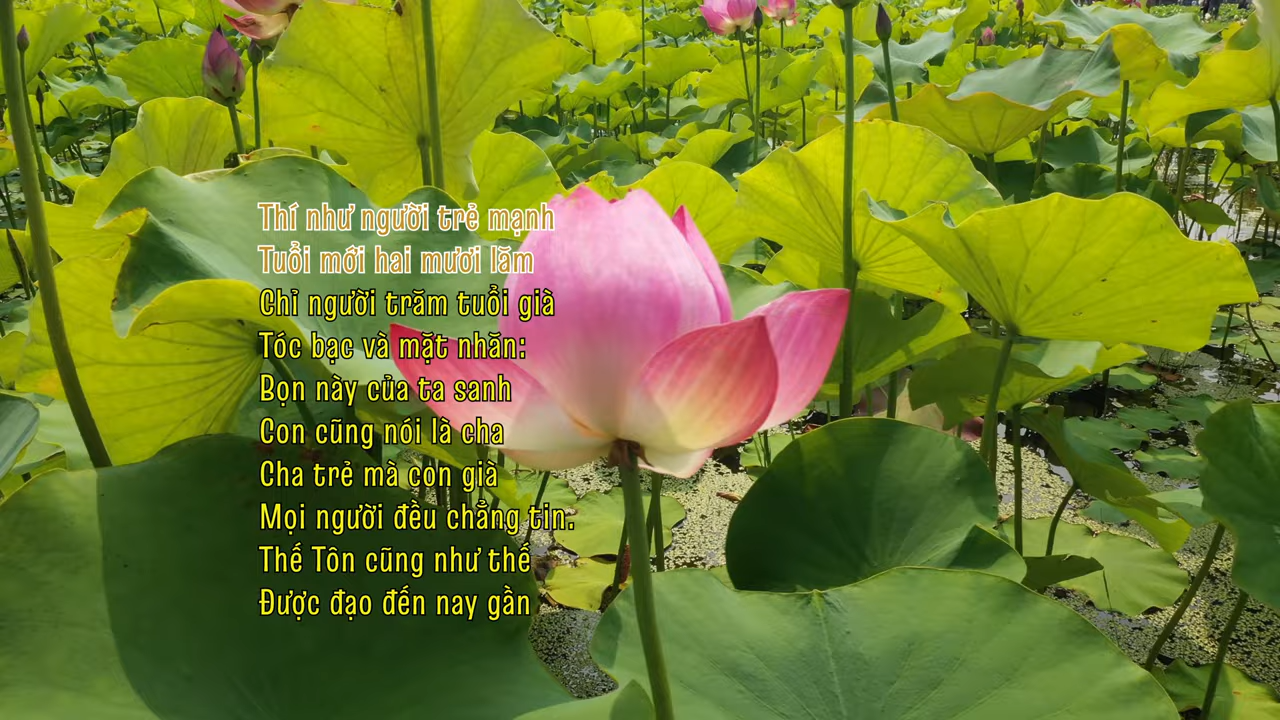 Thí như người trẻ mạnh
Tuổi mới hai mươi lăm
Chỉ người trăm tuổi già
Tóc bạc và mặt nhăn:
Bọn này của ta sanh
Con cũng nói là cha
Cha trẻ mà con già
Mọi người đều chẳng tin.
Thế Tôn cũng như thế
Được đạo đến nay gần